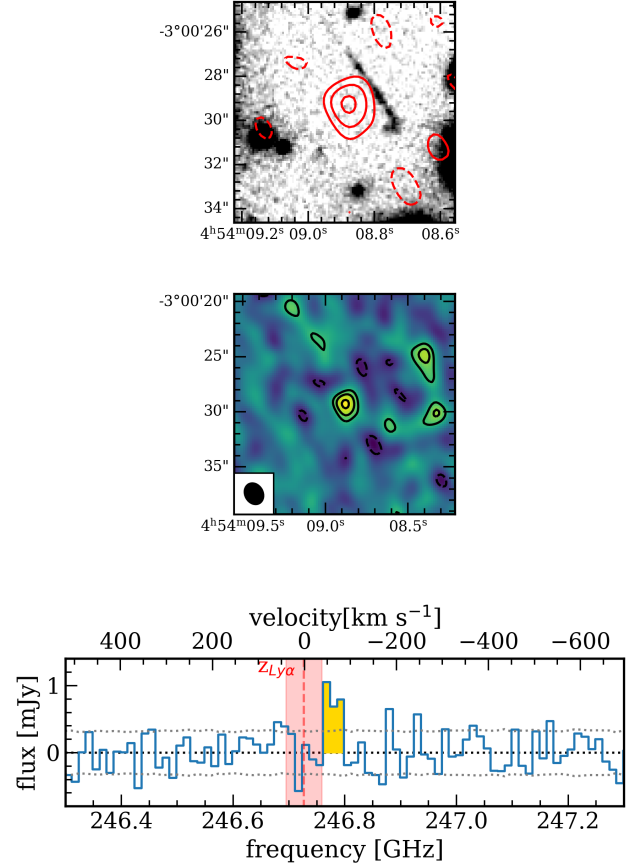 -3°00'26"
28"
30"
32"
34"
4ʰ54ᵐ09.2ˢ 09.0ˢ 08.8ˢ 08.6ˢ
-3°00'20"
25"
30"
35"
4ʰ54ᵐ09.5ˢ 09.0ˢ 08.5ˢ
velocity[km s⁻¹]
400 200 0 −200 −400 −600
z_Lyα
flux [mJy]
1
0
246.4 246.6 246.8 247.0 247.2
frequency [GHz]